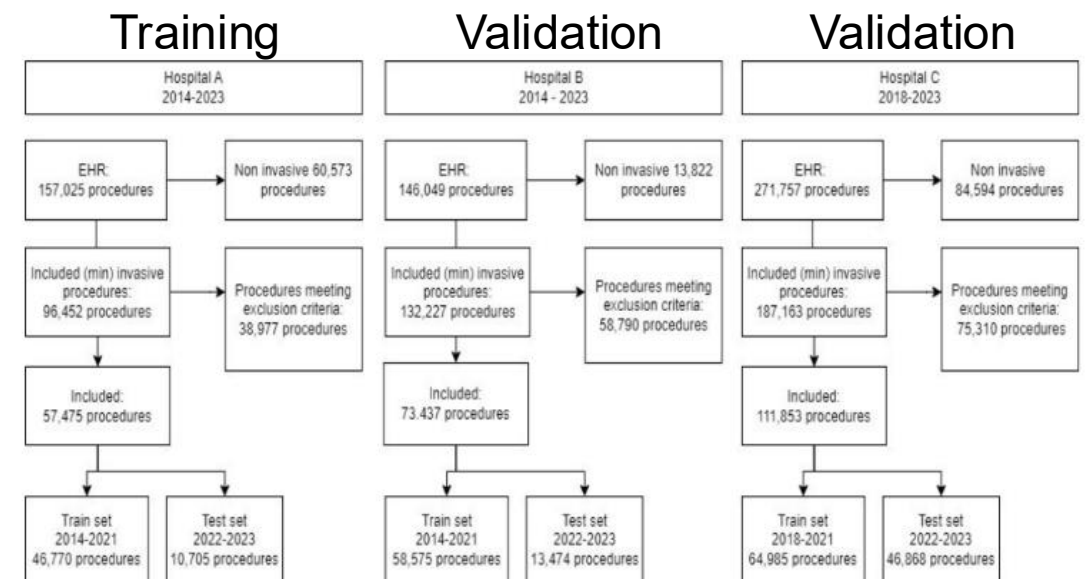 Training
Validation
Validation
Hospital A
2014-2023
Hospital B
2014 - 2023
Hospital C
2018-2023
EHR:
157,025 procedures
Non invasive 60,573
procedures
EHR:
146,049 procedures
Non invasive 13,822
procedures
EHR:
271,757 procedures
Non invasive
84,594 procedures
Included (min) invasive
procedures:
96,452 procedures
Procedures meeting
exclusion criteria:
38,977 procedures
Included (min) invasive
procedures:
132,227 procedures
Procedures meeting
exclusion criteria:
58,790 procedures
Included (min) invasive
procedures:
187,163 procedures
Procedures meeting
exclusion criteria:
75,310 procedures
Included:
57,475 procedures
Included:
73.437 procedures
Included:
111,853 procedures
Train set
2014-2021
46,770 procedures
Test set
2022-2023
10,705 procedures
Train set
2014-2021
58,575 procedures
Test set
2022-2023
13,474 procedures
Train set
2018-2021
64,985 procedures
Test set
2022-2023
46,868 procedures